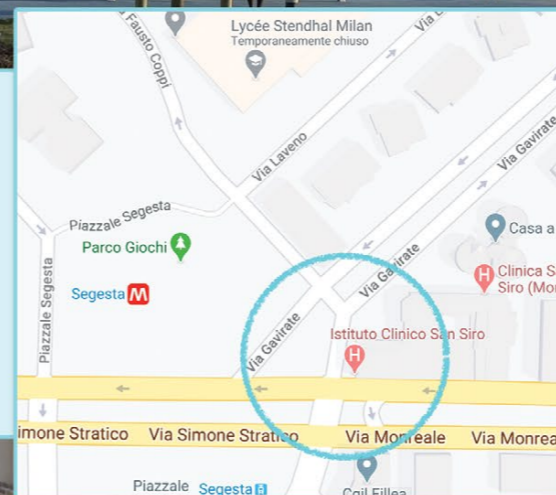 Lycée Stendhal Milan
Temporaneamente chiuso
Fausto Coppi
Via L
Via Laveno
Via Gavirate
Piazzale Segesta
Parco Giochi
Casa a
Via Gavirate
Clinica S
Siro (Mor
Segesta M
Piazzale Segesta
Istituto Clinico San Siro
Via Gavirate
imone Stratico Via Simone Stratico Via Monreale Via Monrea
Piazzale Segesta
Cgil Fillea